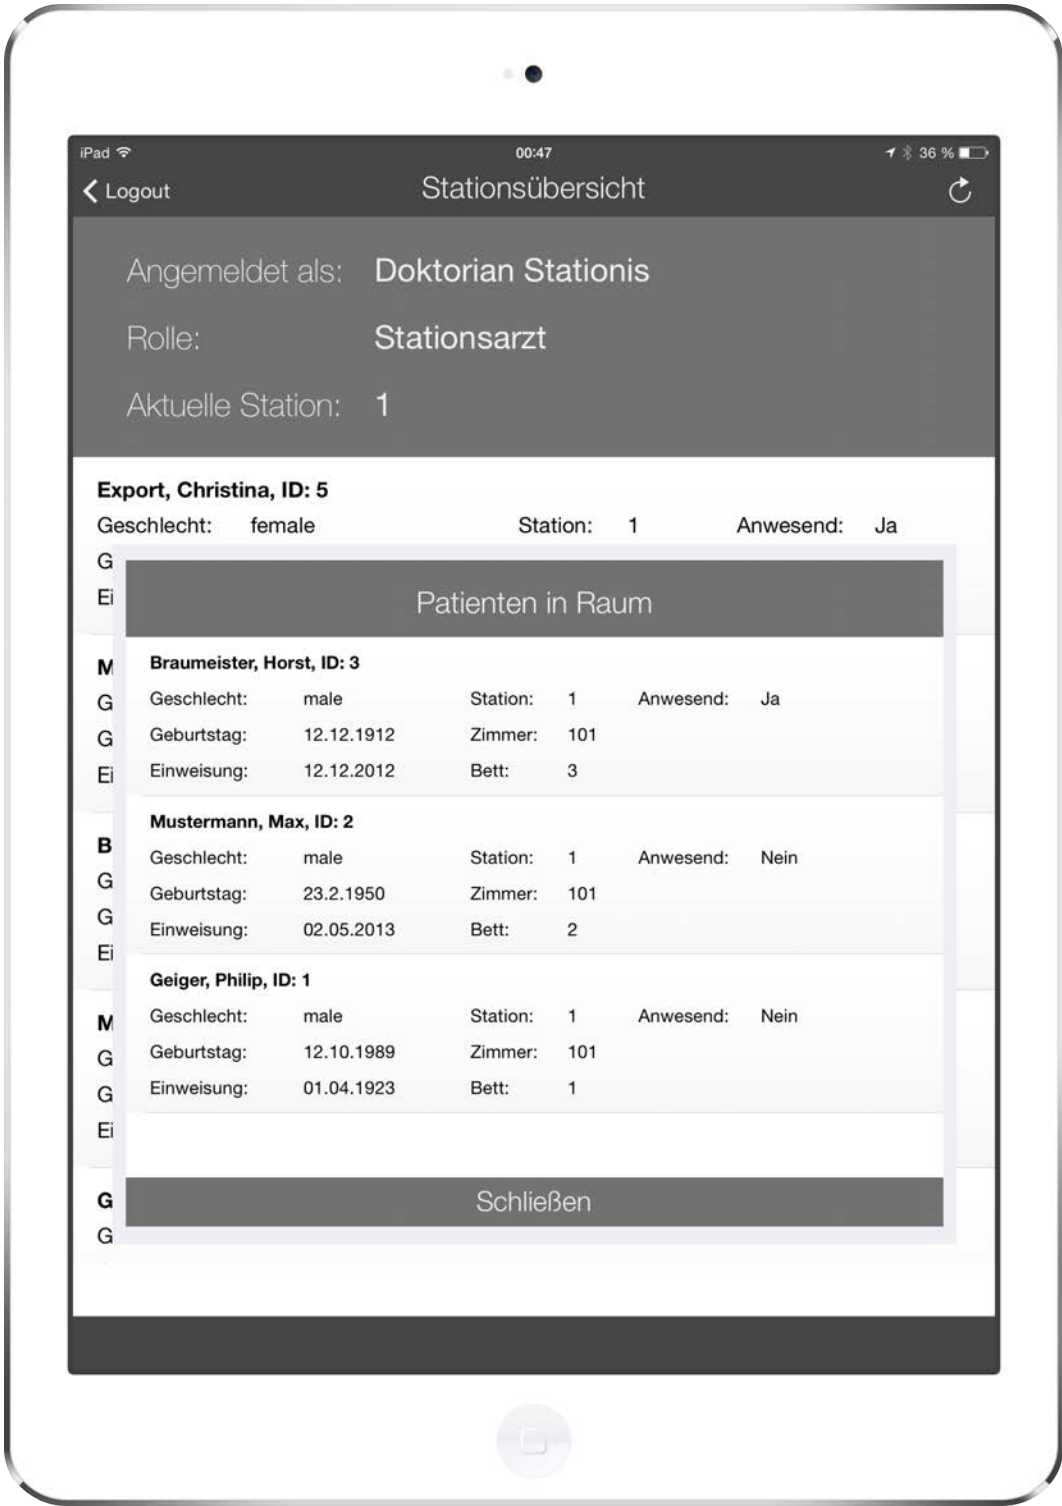 iPad 00:47 36 %
Logout Stationsübersicht
Angemeldet als: Doktorian Stationis
Rolle: Stationsarzt
Aktuelle Station: 1
Export, Christina, ID: 5
Geschlecht: female Station: 1 Anwesend: Ja
G
Ei
Patienten in Raum
M
Braumeister, Horst, ID: 3
G
Geschlecht: male Station: 1 Anwesend: Ja
G
Geburtstag: 12.12.1912 Zimmer: 101
Ei
Einweisung: 12.12.2012 Bett: 3
Mustermann, Max, ID: 2
B
Geschlecht: male Station: 1 Anwesend: Nein
G
Geburtstag: 23.2.1950 Zimmer: 101
G
Einweisung: 02.05.2013 Bett: 2
Ei
Geiger, Philip, ID: 1
M
Geschlecht: male Station: 1 Anwesend: Nein
G
Geburtstag: 12.10.1989 Zimmer: 101
G
Einweisung: 01.04.1923 Bett: 1
Ei
G
Schließen
G